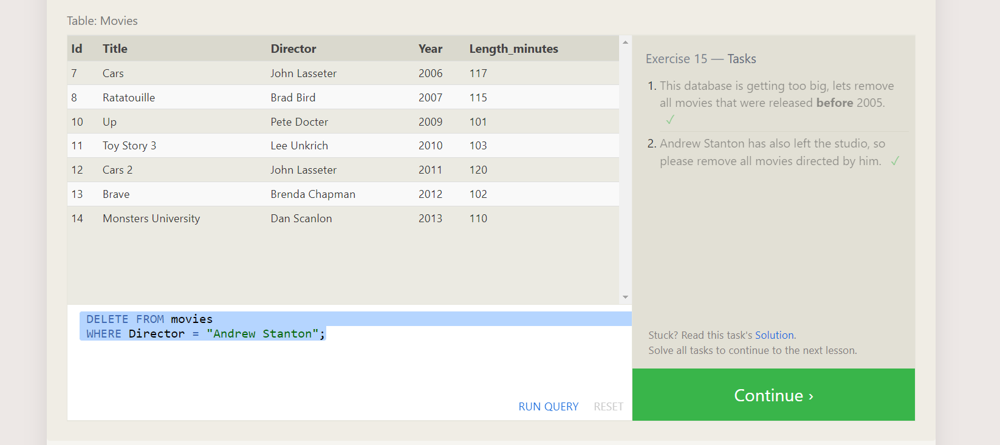 Table: Movies
Id Title Director Year Length_minutes
7 Cars John Lasseter 2006 117
8 Ratatouille Brad Bird 2007 115
10 Up Pete Docter 2009 101
11 Toy Story 3 Lee Unkrich 2010 103
12 Cars 2 John Lasseter 2011 120
13 Brave Brenda Chapman 2012 102
14 Monsters University Dan Scanlon 2013 110
DELETE FROM movies
WHERE Director = "Andrew Stanton";
RUN QUERY RESET
Exercise 15 — Tasks
1. This database is getting too big, lets remove
all movies that were released before 2005.
✓
2. Andrew Stanton has also left the studio, so
please remove all movies directed by him. ✓
Stuck? Read this task's Solution.
Solve all tasks to continue to the next lesson.
Continue ›